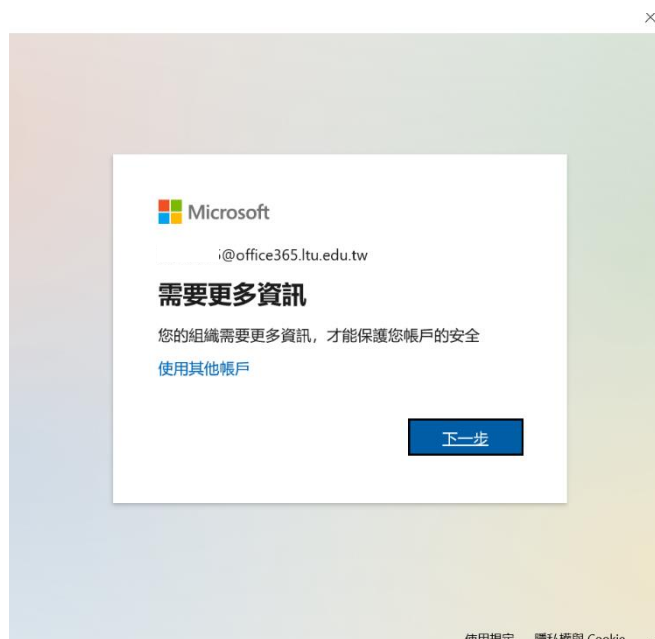 Microsoft
@office365.ltu.edu.tw
需要更多資訊
您的組織需要更多資訊，才能保護您帳戶的安全
使用其他帳戶
下一步
使用規定 隱私權與 Cookie